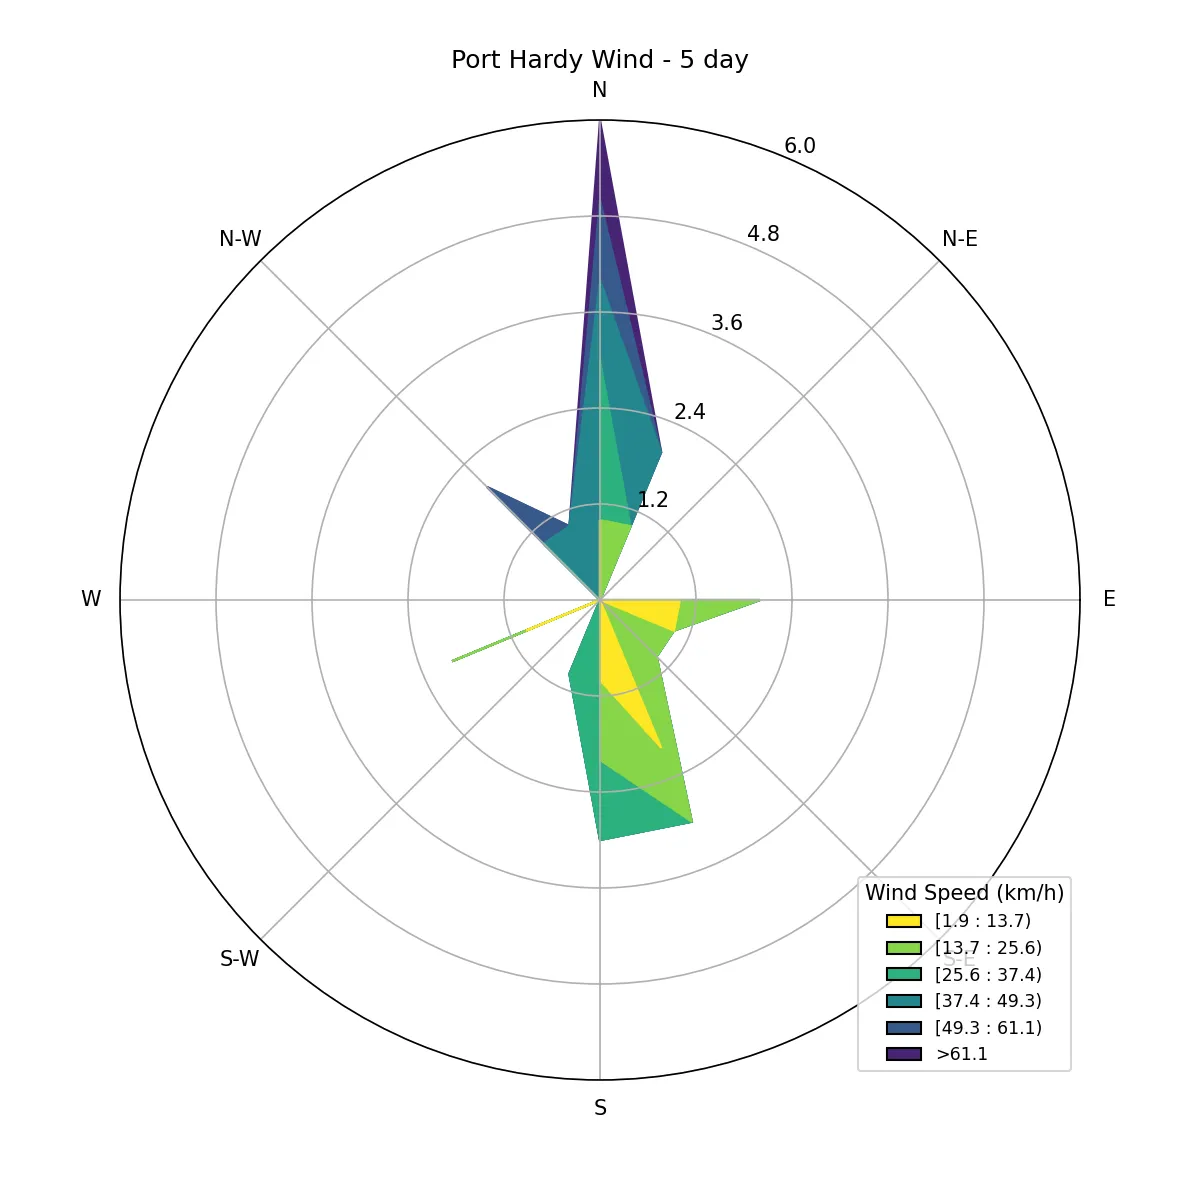 Port Hardy Wind - 5 day
N
6.0
N-W
N-E
4.8
3.6
2.4
1.2
W
E
Wind Speed (km/h)
[1.9 : 13.7)
[13.7 : 25.6)
S-W
S-E
[25.6 : 37.4)
[37.4 : 49.3)
[49.3 : 61.1)
>61.1
S